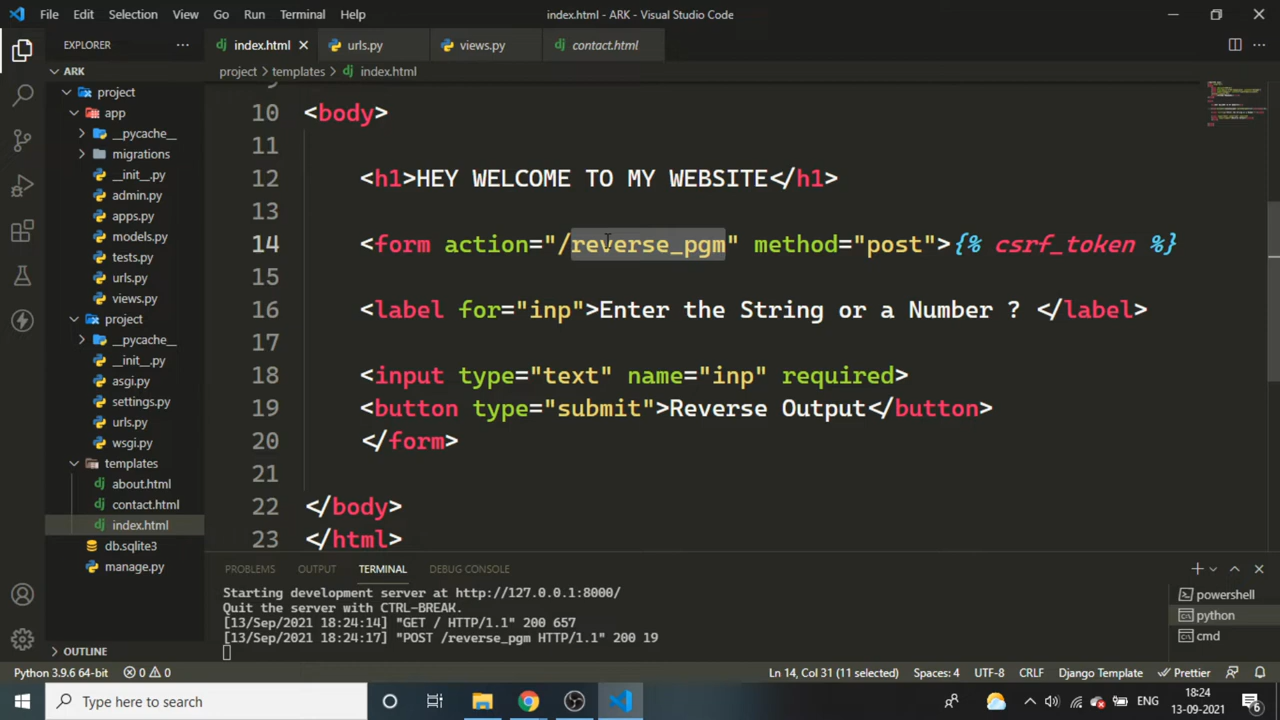 File Edit Selection View Go Run Terminal Help
index.html - ARK - Visual Studio Code
EXPLORER
index.html
urls.py
views.py
contact.html
ARK
project > templates > index.html
project
app
__pycache__
migrations
__init__.py
admin.py
apps.py
models.py
tests.py
urls.py
views.py
project
__pycache__
__init__.py
asgi.py
settings.py
urls.py
wsgi.py
templates
about.html
contact.html
index.html
db.sqlite3
manage.py
OUTLINE
10 <body>
11
12 <h1>HEY WELCOME TO MY WEBSITE</h1>
13
14 <form action="/reverse_pgm" method="post">{% csrf_token %}
15
16 <label for="inp">Enter the String or a Number ? </label>
17
18 <input type="text" name="inp" required>
19 <button type="submit">Reverse Output</button>
20 </form>
21
22 </body>
23 </html>
PROBLEMS OUTPUT TERMINAL DEBUG CONSOLE
Starting development server at http://127.0.0.1:8000/
Quit the server with CTRL-BREAK.
[13/Sep/2021 18:24:14] "GET / HTTP/1.1" 200 657
[13/Sep/2021 18:24:17] "POST /reverse_pgm HTTP/1.1" 200 19
powershell
python
cmd
Python 3.9.6 64-bit 0 0 Ln 14, Col 31 (11 selected) Spaces: 4 UTF-8 CRLF Django Template Prettier
Type here to search
ENG
18:24
13-09-2021
6